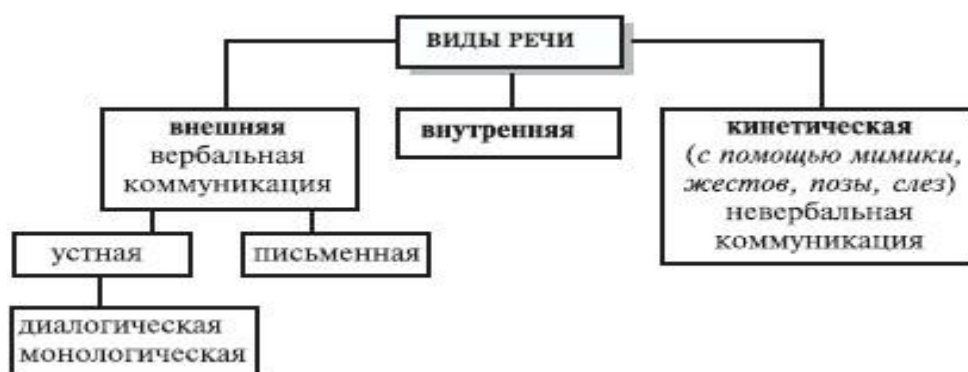 ВИДЫ РЕЧИ
внешняя
вербальная
коммуникация
внутренняя
кинетическая
(с помощью мимики,
жестов, позы, слез)
невербальная
коммуникация
устная
письменная
диалогическая
монологическая